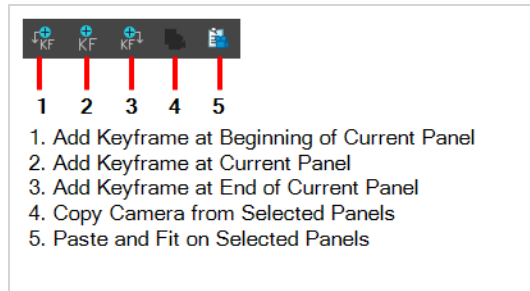 KF KF KF
1 2 3 4 5
1. Add Keyframe at Beginning of Current Panel
2. Add Keyframe at Current Panel
3. Add Keyframe at End of Current Panel
4. Copy Camera from Selected Panels
5. Paste and Fit on Selected Panels